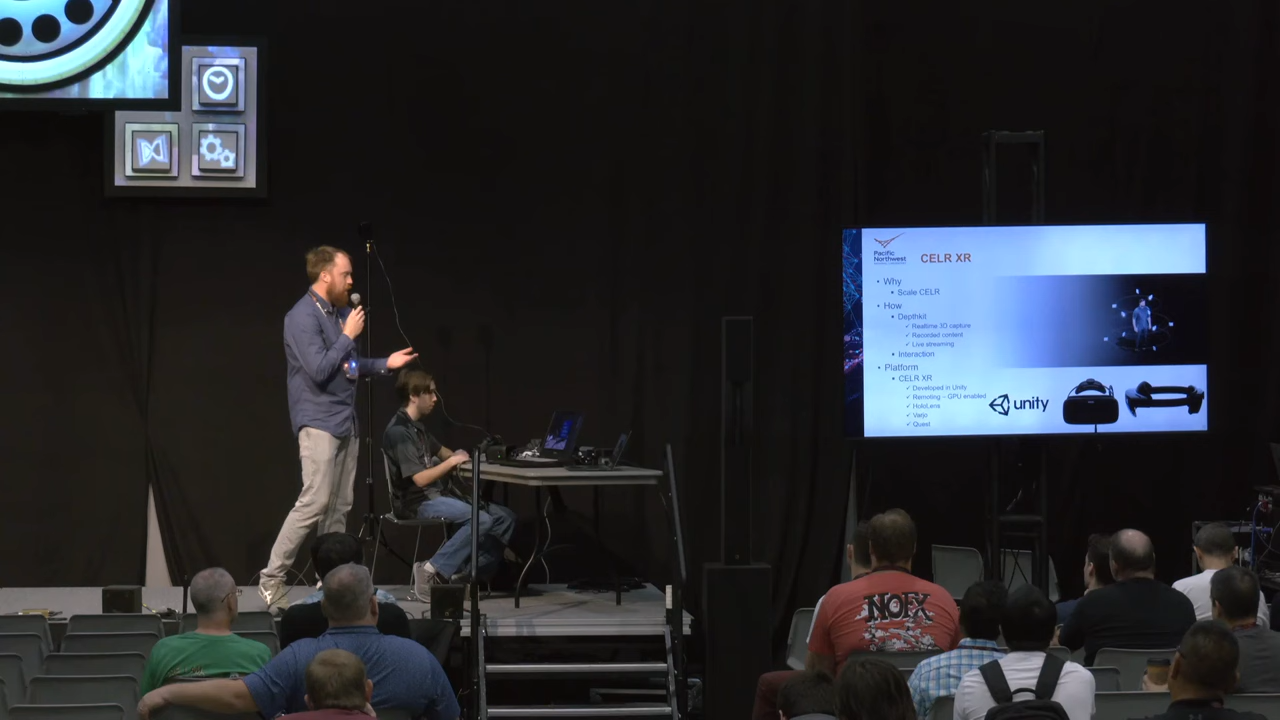 Pacific
Northwest
CELR XR
• Why
• Scale CELR
• How
• Depthkit
✓ Realtime 3D capture
✓ Recorded content
✓ Live streaming
• Interaction
• Platform
• CELR XR
✓ Developed in Unity
✓ Remoting – GPU enabled
✓ HoloLens
✓ Varjo
✓ Quest
unity
NOFX